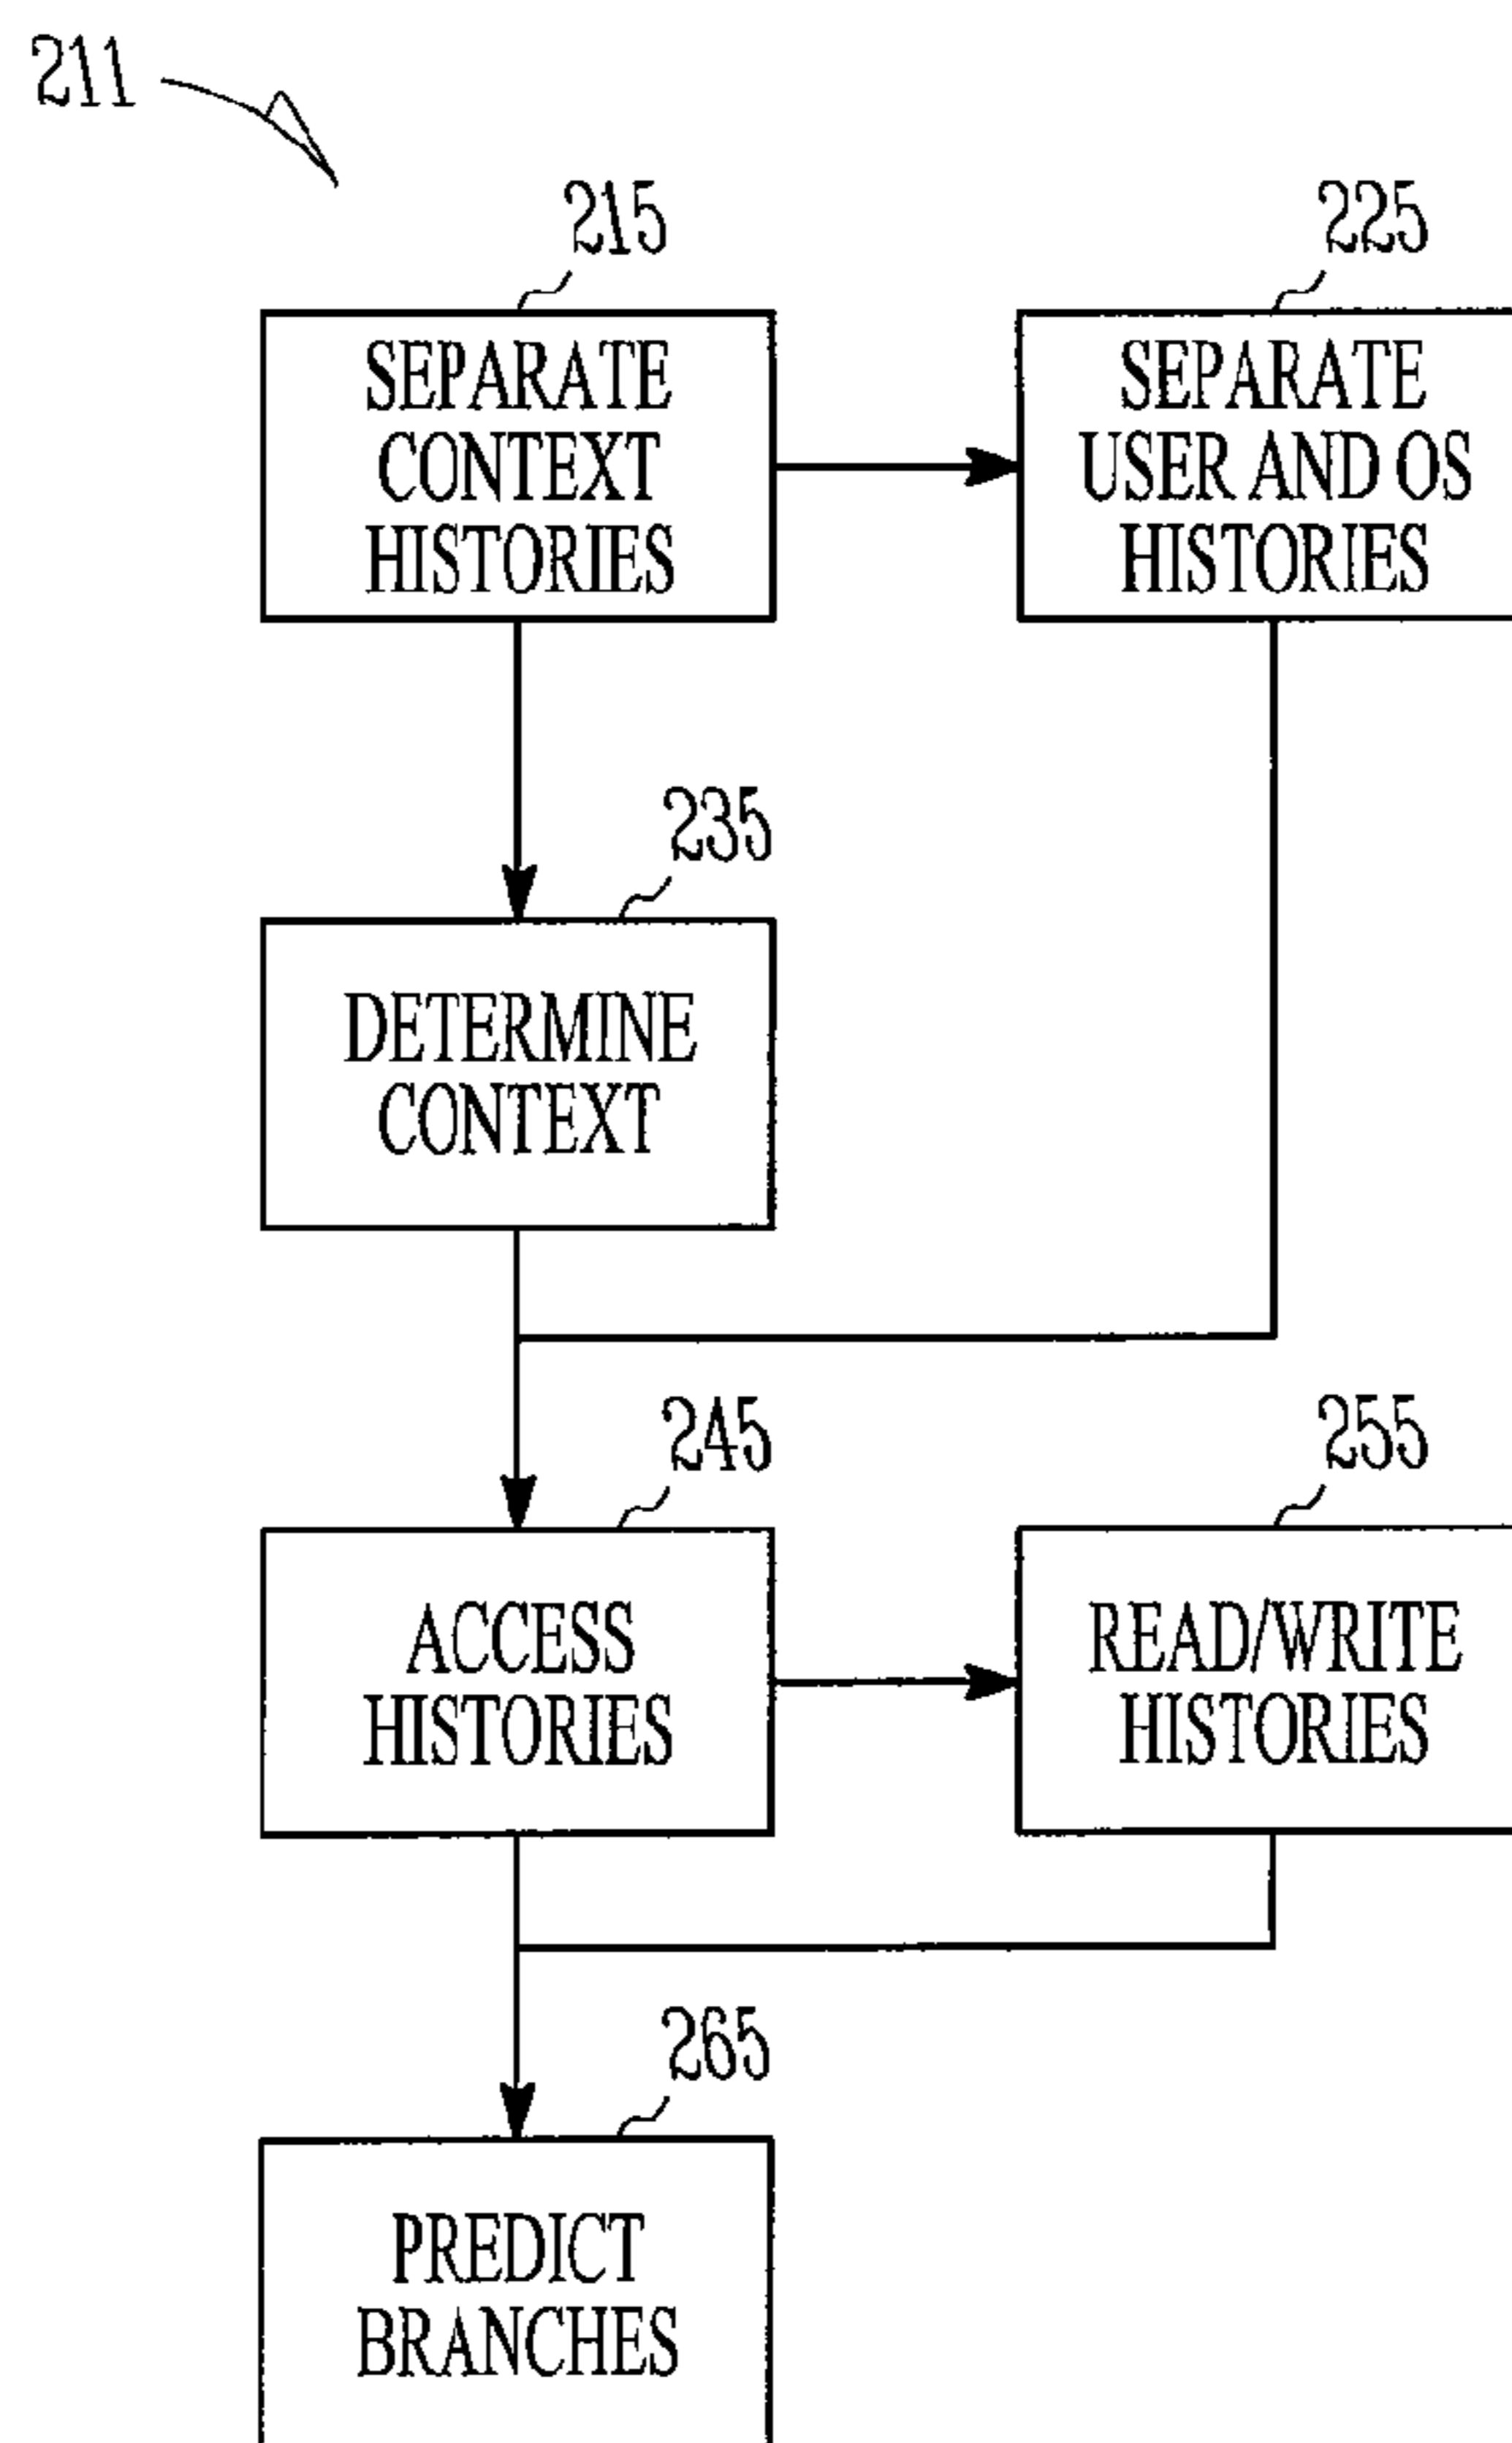 211
215
225
SEPARATE
CONTEXT
HISTORIES
SEPARATE
USER AND OS
HISTORIES
235
DETERMINE
CONTEXT
245
255
ACCESS
HISTORIES
READ/WRITE
HISTORIES
265
PREDICT
BRANCHES